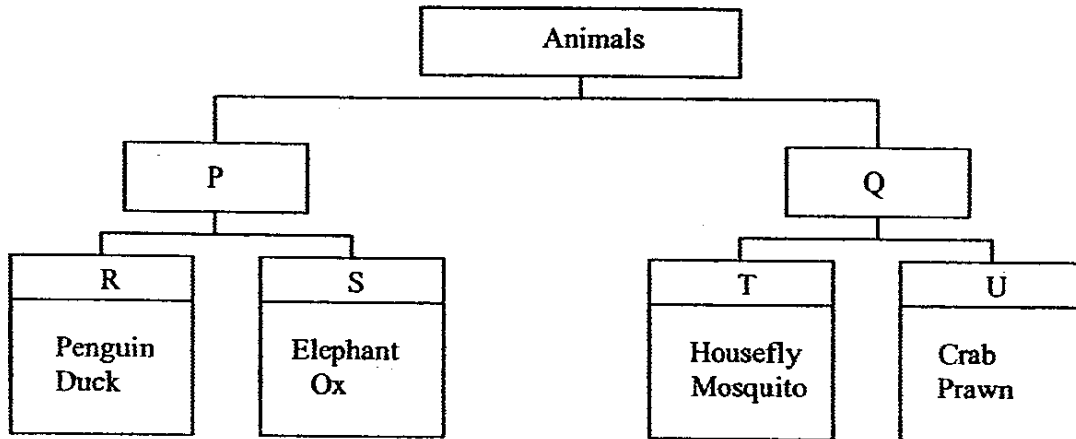 Animals
P
Q
R
S
T
U
Penguin
Duck
Elephant
Ox
Housefly
Mosquito
Crab
Prawn